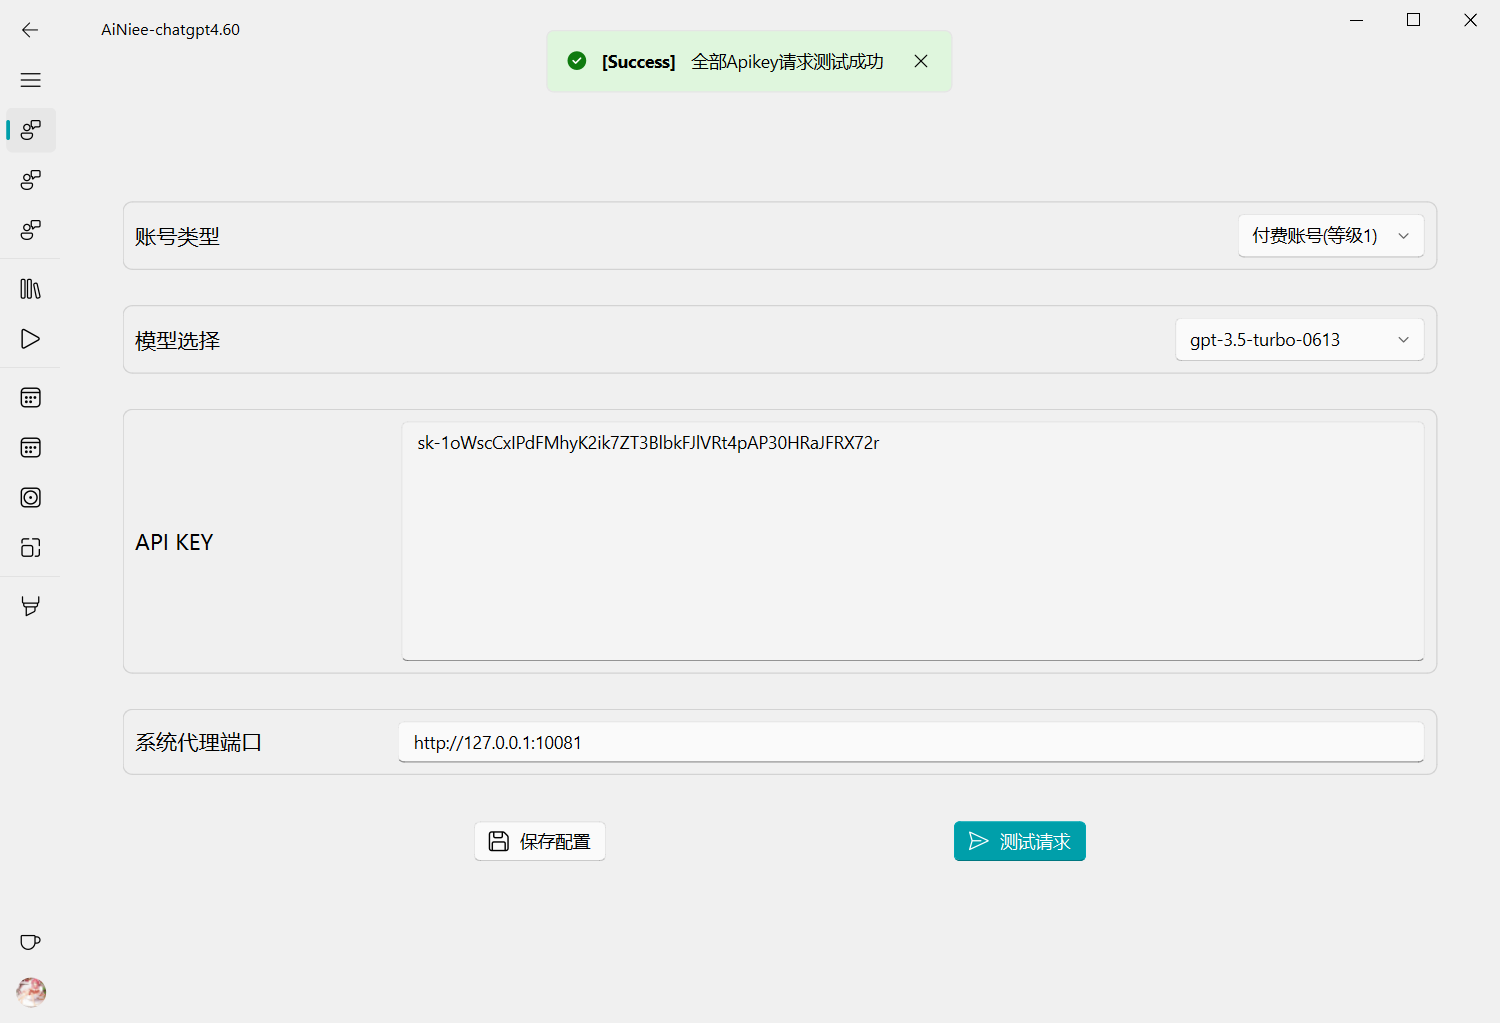 AiNiee-chatgpt4.60
[Success] 全部Apikey请求测试成功
账号类型
付费账号(等级1)
模型选择
gpt-3.5-turbo-0613
API KEY
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
系统代理端口
http://127.0.0.1:10081
保存配置
测试请求